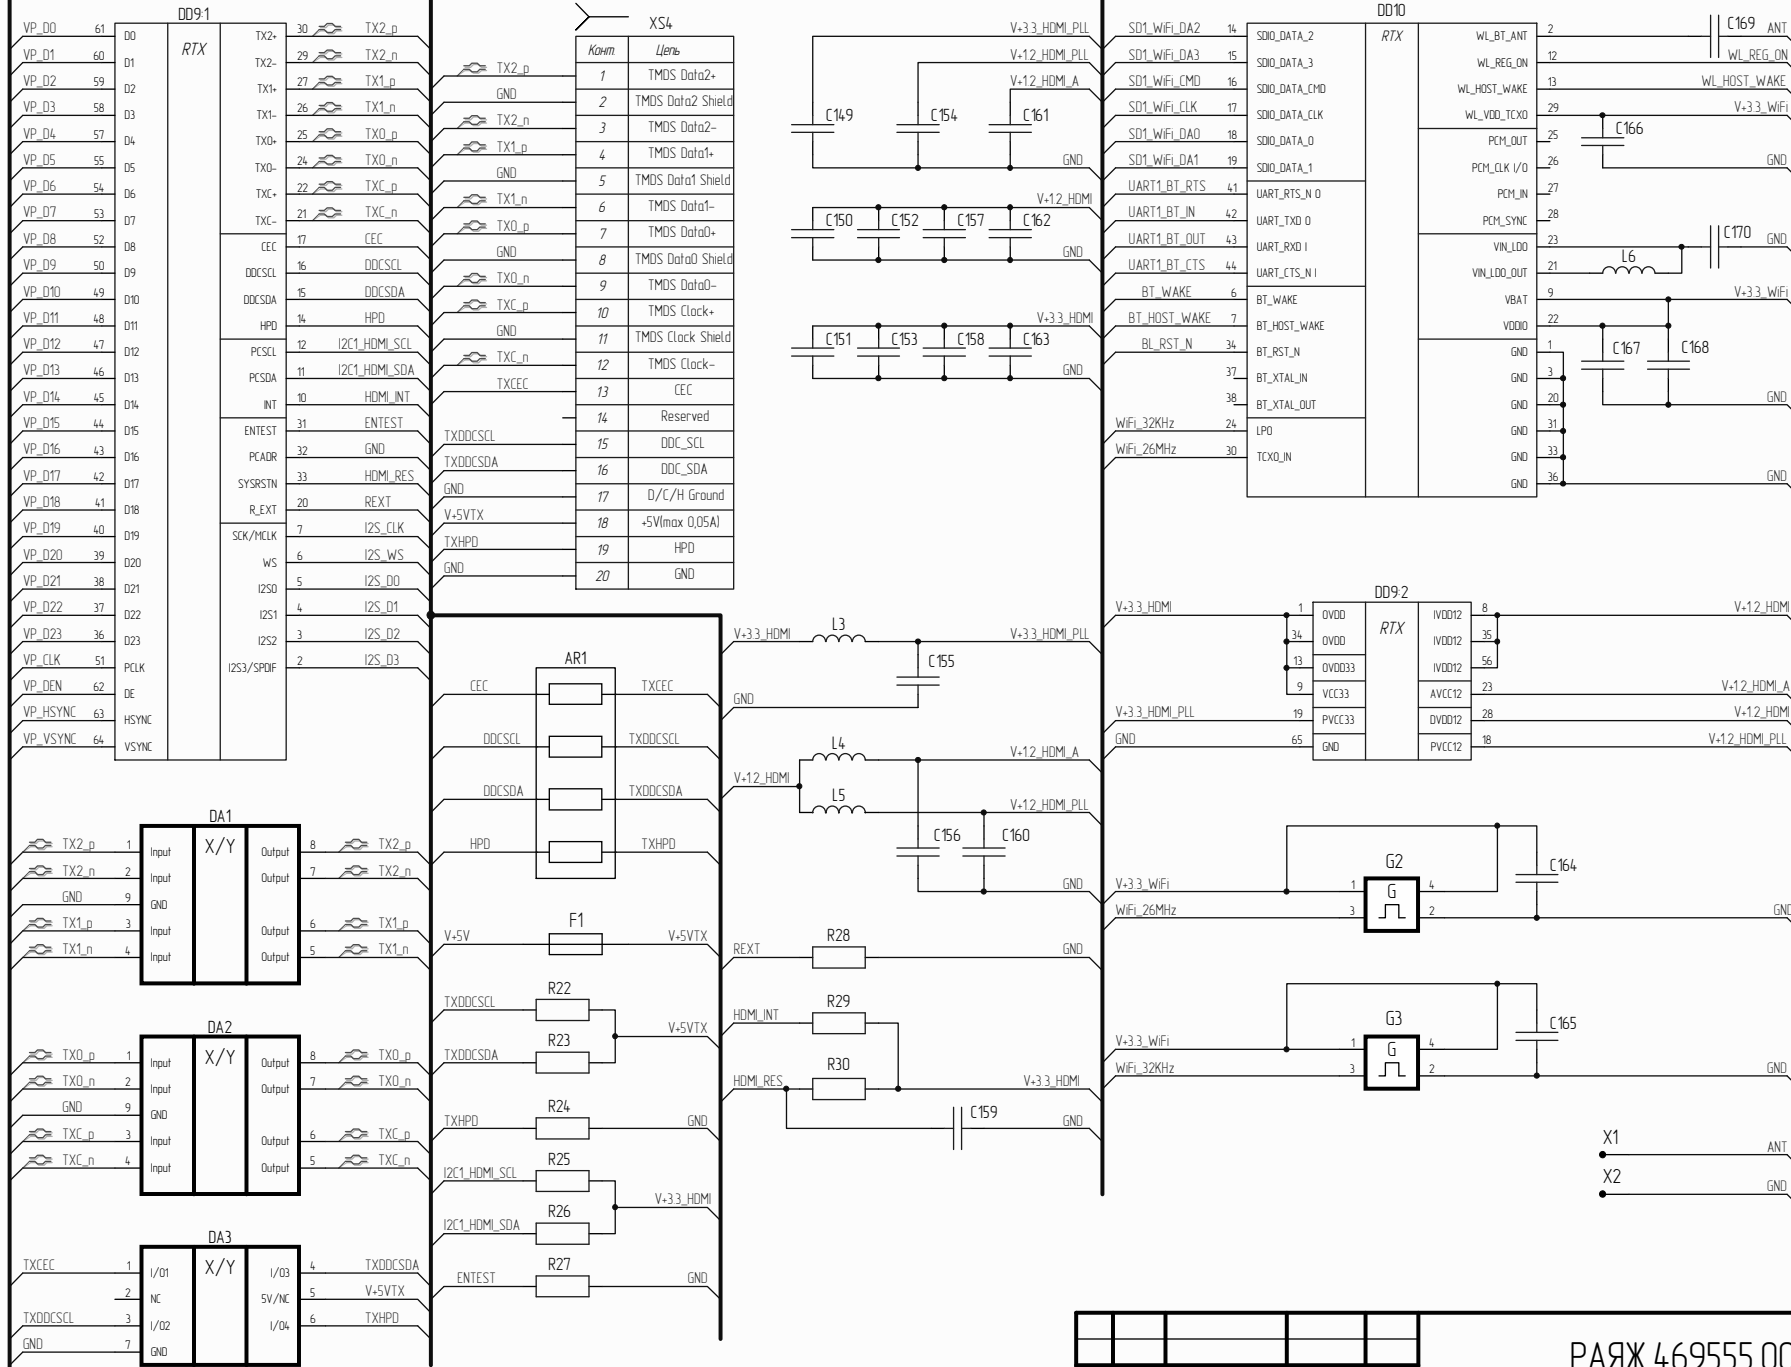 DD9:1
RTX
VP_D0 61 D0 TX2+ 30 TX2_p
VP_D1 60 D1 TX2- 29 TX2_n
VP_D2 59 D2 TX1+ 27 TX1_p
VP_D3 58 D3 TX1- 26 TX1_n
VP_D4 57 D4 TX0+ 25 TX0_p
VP_D5 55 D5 TX0- 24 TX0_n
VP_D6 54 D6 TXC+ 22 TXC_p
VP_D7 53 D7 TXC- 21 TXC_n
VP_D8 52 D8 CEC 17 CEC
VP_D9 50 D9 DDCSCL 16 DDCSCL
VP_D10 49 D10 DDCSDA 15 DDCSDA
VP_D11 48 D11 HPD 14 HPD
VP_D12 47 D12 PCSCL 12 I2C1_HDMI_SCL
VP_D13 46 D13 PCSDA 11 I2C1_HDMI_SDA
VP_D14 45 D14 INT 10 HDMI_INT
VP_D15 44 D15 ENTEST 31 ENTEST
VP_D16 43 D16 PCADR 32 GND
VP_D17 42 D17 SYSRSTN 33 HDMI_RES
VP_D18 41 D18 R_EXT 20 REXT
VP_D19 40 D19 SCK/MCLK 7 I2S_CLK
VP_D20 39 D20 WS 6 I2S_WS
VP_D21 38 D21 I2S0 5 I2S_D0
VP_D22 37 D22 I2S1 4 I2S_D1
VP_D23 36 D23 I2S2 3 I2S_D2
VP_CLK 51 PCLK I2S3/SPDIF 2 I2S_D3
VP_DEN 62 DE
VP_HSYNC 63 HSYNC
VP_VSYNC 64 VSYNC
DA1
X/Y
TX2_p 1 Input Output 8 TX2_p
TX2_n 2 Input Output 7 TX2_n
GND 9 GND
TX1_p 3 Input Output 6 TX1_p
TX1_n 4 Input Output 5 TX1_n
DA2
X/Y
TX0_p 1 Input Output 8 TX0_p
TX0_n 2 Input Output 7 TX0_n
GND 9 GND
TXC_p 3 Input Output 6 TXC_p
TXC_n 4 Input Output 5 TXC_n
DA3
X/Y
TXCEC 1 I/O1 I/O3 4 TXDDCSDA
2 NC 5V/NC 5 V+5VTX
TXDDCSCL 3 I/O2 I/O4 6 TXHPD
GND 7 GND
XS4
Конт. Цепь
TX2_p 1 TMDS Data2+
GND 2 TMDS Data2 Shield
TX2_n 3 TMDS Data2-
TX1_p 4 TMDS Data1+
GND 5 TMDS Data1 Shield
TX1_n 6 TMDS Data1-
TX0_p 7 TMDS Data0+
GND 8 TMDS Data0 Shield
TX0_n 9 TMDS Data0-
TXC_p 10 TMDS Clock+
GND 11 TMDS Clock Shield
TXC_n 12 TMDS Clock-
TXCEC 13 CEC
14 Reserved
TXDDCSCL 15 DDC_SCL
TXDDCSDA 16 DDC_SDA
GND 17 D/C/H Ground
V+5VTX 18 +5V(max 0,05A)
TXHPD 19 HPD
GND 20 GND
AR1
CEC TXCEC
DDCSCL TXDDCSCL
DDCSDA TXDDCSDA
HPD TXHPD
F1
V+5V V+5VTX
R22
TXDDCSCL
V+5VTX
R23
TXDDCSDA
R24
TXHPD GND
R25
I2C1_HDMI_SCL
V+3.3_HDMI
R26
I2C1_HDMI_SDA
R27
ENTEST GND
V+3.3_HDMI_PLL
V+1.2_HDMI_PLL
V+1.2_HDMI_A
C149 C154 C161
GND
V+1.2_HDMI
C150 C152 C157 C162
GND
V+3.3_HDMI
C151 C153 C158 C163
GND
V+3.3_HDMI L3 V+3.3_HDMI_PLL
C155
GND
L4 V+1.2_HDMI_A
V+1.2_HDMI
L5 V+1.2_HDMI_PLL
C156 C160
GND
R28
REXT GND
R29
HDMI_INT
R30
HDMI_RES V+3.3_HDMI
C159 GND
DD10
RTX
SD1_WiFi_DA2 14 SDIO_DATA_2 WL_BT_ANT 2 C169 ANT
SD1_WiFi_DA3 15 SDIO_DATA_3 WL_REG_ON 12 WL_REG_ON
SD1_WiFi_CMD 16 SDIO_DATA_CMD WL_HOST_WAKE 13 WL_HOST_WAKE
SD1_WiFi_CLK 17 SDIO_DATA_CLK WL_VDD_TCXO 29 V+3.3_WiFi
SD1_WiFi_DA0 18 SDIO_DATA_0 PCM_OUT 25 C166
SD1_WiFi_DA1 19 SDIO_DATA_1 PCM_CLK I/O 26 GND
UART1_BT_RTS 41 UART_RTS_N O PCM_IN 27
UART1_BT_IN 42 UART_TXD O PCM_SYNC 28
UART1_BT_OUT 43 UART_RXD I VIN_LDO 23 C170 GND
UART1_BT_CTS 44 UART_CTS_N I VIN_LDO_OUT 21 L6
BT_WAKE 6 BT_WAKE VBAT 9 V+3.3_WiFi
BT_HOST_WAKE 7 BT_HOST_WAKE VDDIO 22
BL_RST_N 34 BT_RST_N GND 1 C167 C168
37 BT_XTAL_IN GND 3
38 BT_XTAL_OUT GND 20 GND
WiFi_32KHz 24 LPO GND 31
WiFi_26MHz 30 TCXO_IN GND 33
GND 36 GND
DD9:2
RTX
V+3.3_HDMI 1 OVDD IVDD12 8 V+1.2_HDMI
34 OVDD IVDD12 35
13 OVDD33 IVDD12 56
9 VCC33 AVCC12 23 V+1.2_HDMI_A
V+3.3_HDMI_PLL 19 PVCC33 DVDD12 28 V+1.2_HDMI
GND 65 GND PVCC12 18 V+1.2_HDMI_PLL
G2
G
C164
V+3.3_WiFi 1 4
WiFi_26MHz 3 2 GND
G3
G
C165
V+3.3_WiFi 1 4
WiFi_32KHz 3 2 GND
X1 ANT
X2 GND
РАЯЖ.469555.00